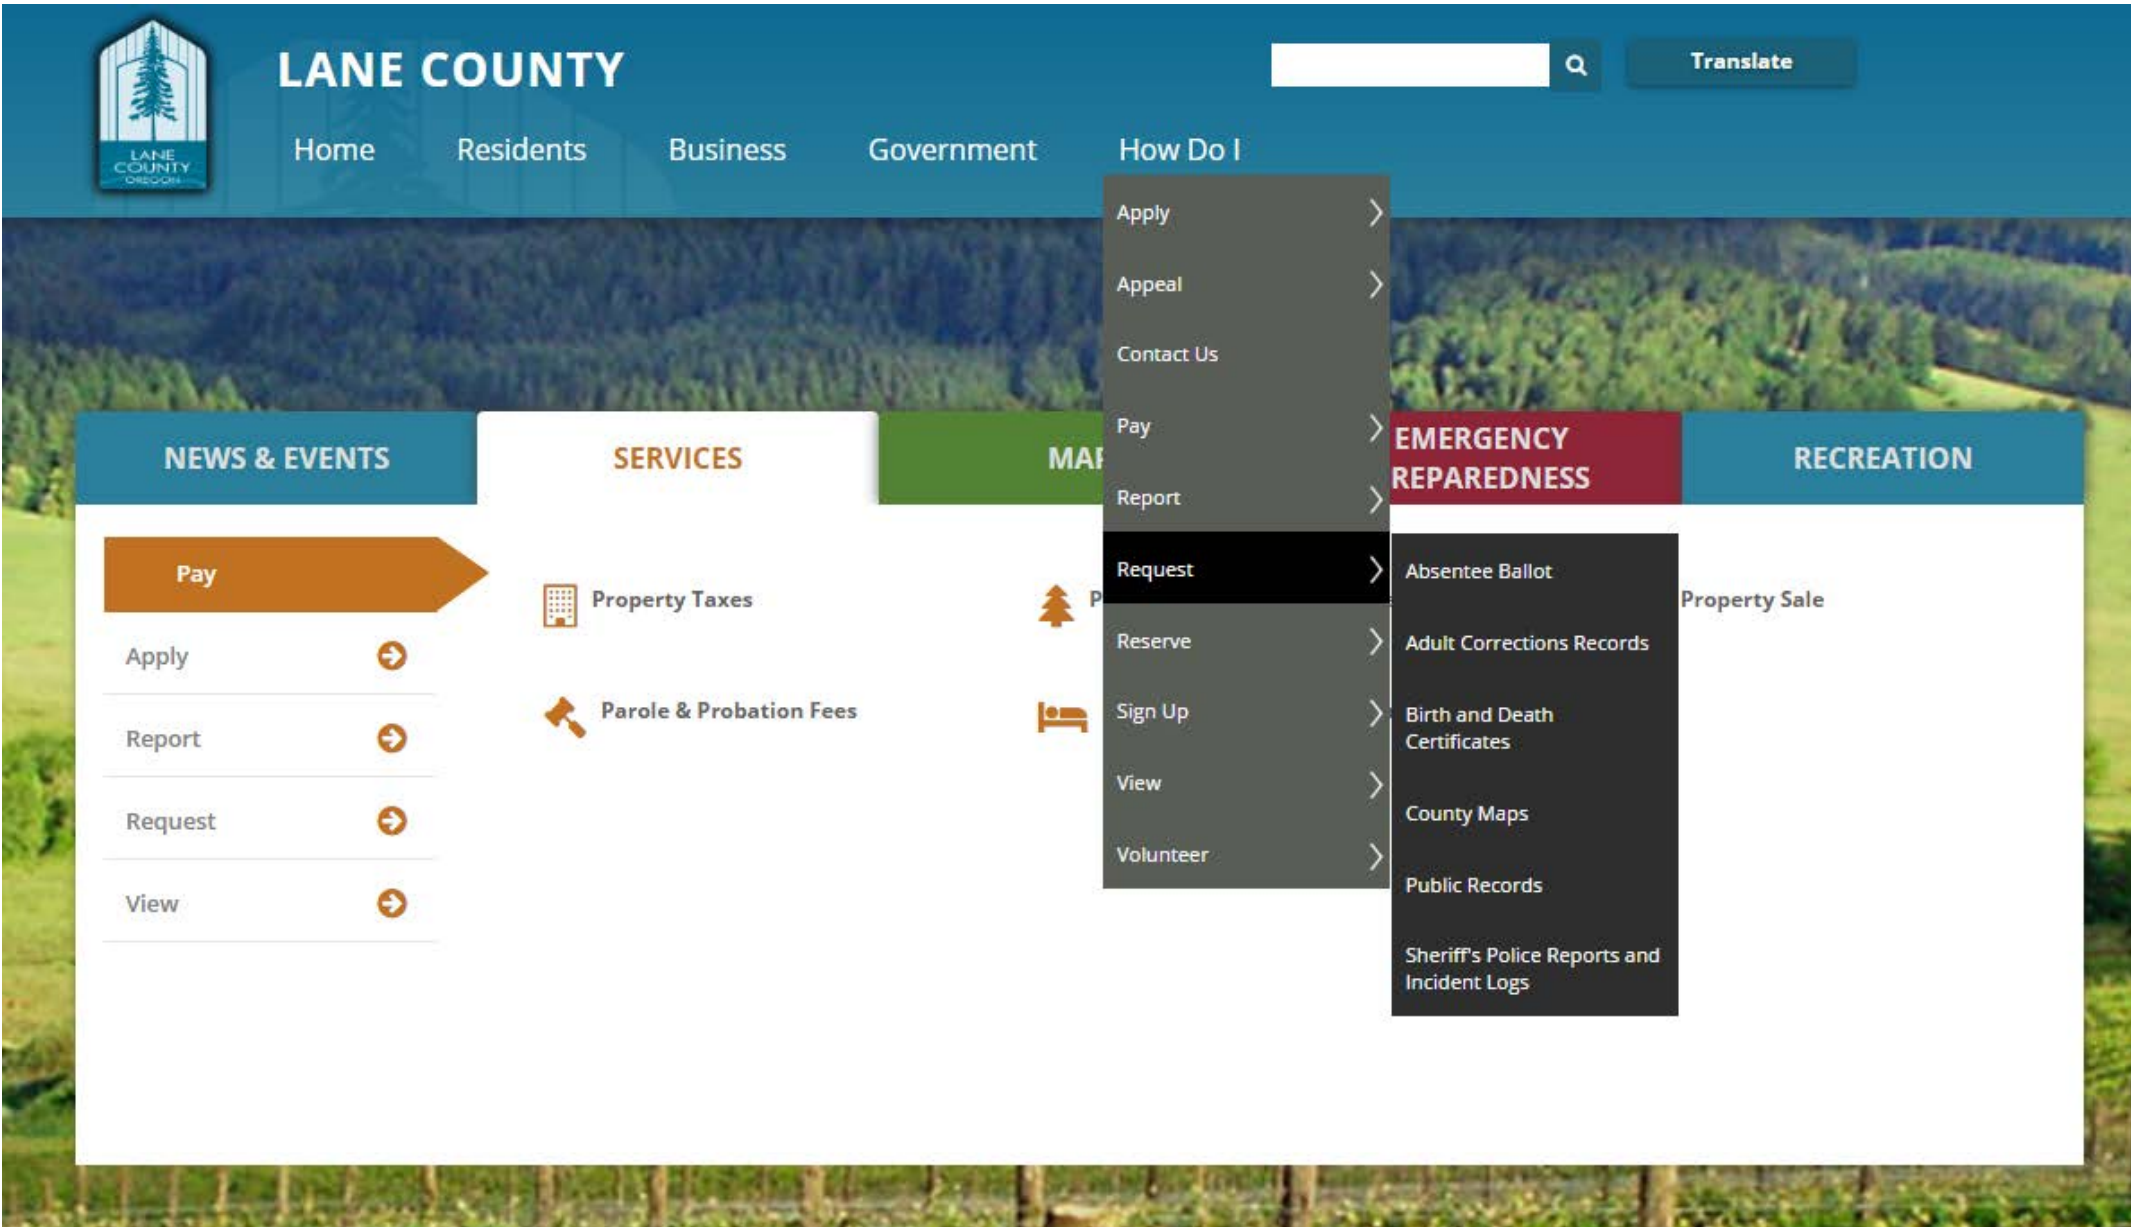 LANE COUNTY
Translate
LANE
COUNTY
OREGON
Home
Residents
Business
Government
How Do I
Apply
Appeal
Contact Us
Pay
Report
Request
Reserve
Sign Up
View
Volunteer
Absentee Ballot
Adult Corrections Records
Birth and Death
Certificates
County Maps
Public Records
Sheriff's Police Reports and
Incident Logs
NEWS & EVENTS
SERVICES
EMERGENCY
REPAREDNESS
RECREATION
Pay
Apply
Report
Request
View
Property Taxes
Property Sale
Parole & Probation Fees